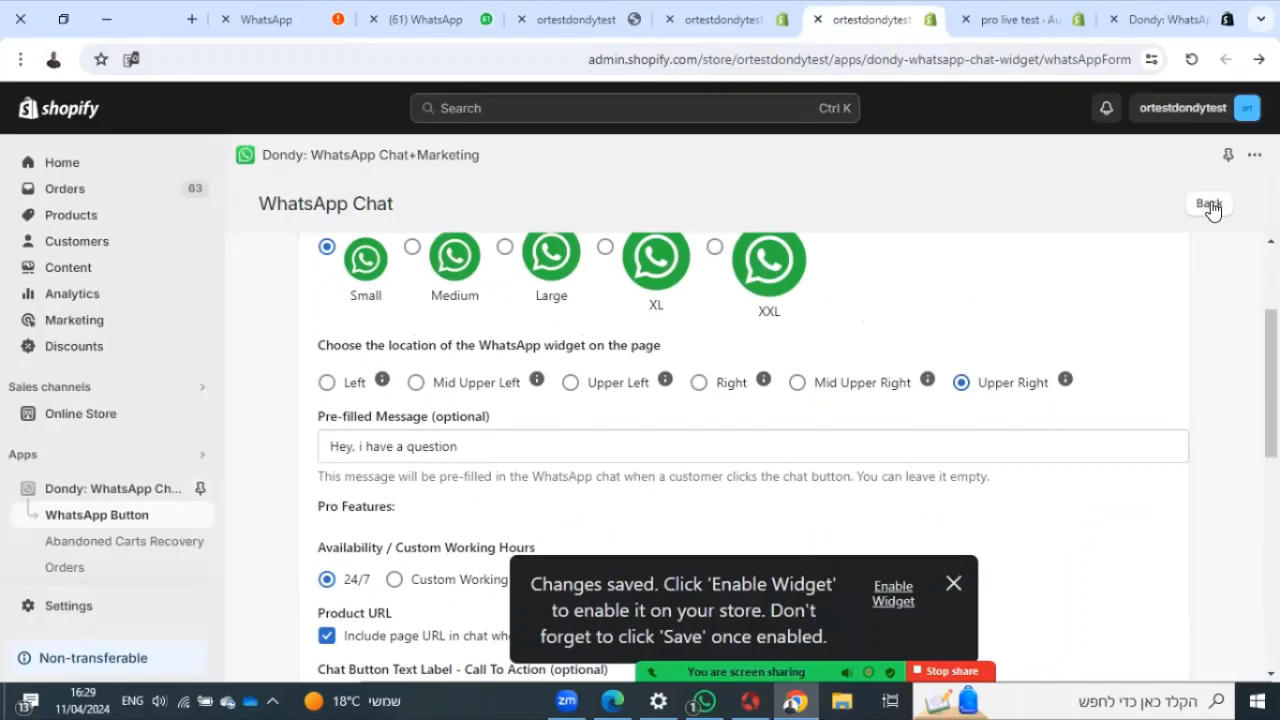 WhatsApp
(61) WhatsApp
ortestdondytest
ortestdondytest
ortestdondytest
pro live test · Au
Dondy: WhatsAp
admin.shopify.com/store/ortestdondytest/apps/dondy-whatsapp-chat-widget/whatsAppForm
shopify
Search
Ctrl K
ortestdondytest
ort
Home
Orders
63
Products
Customers
Content
Analytics
Marketing
Discounts
Sales channels
Online Store
Apps
Dondy: WhatsApp Ch...
WhatsApp Button
Abandoned Carts Recovery
Orders
Settings
Non-transferable
Dondy: WhatsApp Chat+Marketing
WhatsApp Chat
Small
Medium
Large
XL
XXL
Choose the location of the WhatsApp widget on the page
Left
Mid Upper Left
Upper Left
Right
Mid Upper Right
Upper Right
Pre-filled Message (optional)
Hey, i have a question
This message will be pre-filled in the WhatsApp chat when a customer clicks the chat button. You can leave it empty.
Pro Features:
Availability / Custom Working Hours
24/7
Custom Working
Product URL
Include page URL in chat wh
Chat Button Text Label - Call To Action (optional)
Changes saved. Click 'Enable Widget'
to enable it on your store. Don't
forget to click 'Save' once enabled.
Enable
Widget
You are screen sharing
Stop share
13
16:29
11/04/2024
ENG
18°C שמשי
zm
1
הקלד כאן כדי לחפש